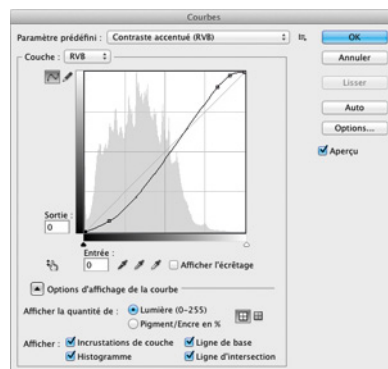 Courbes
Paramètre prédéfini : Contraste accentué (RVB)
OK
Couche : RVB
Annuler
Lisser
Auto
Options...
Aperçu
Sortie :
0
Entrée :
0
Afficher l'écrêtage
Options d'affichage de la courbe
Afficher la quantité de : Lumière (0-255)
Pigment/Encre en %
Afficher : Incrustations de couche Ligne de base
Histogramme Ligne d'intersection